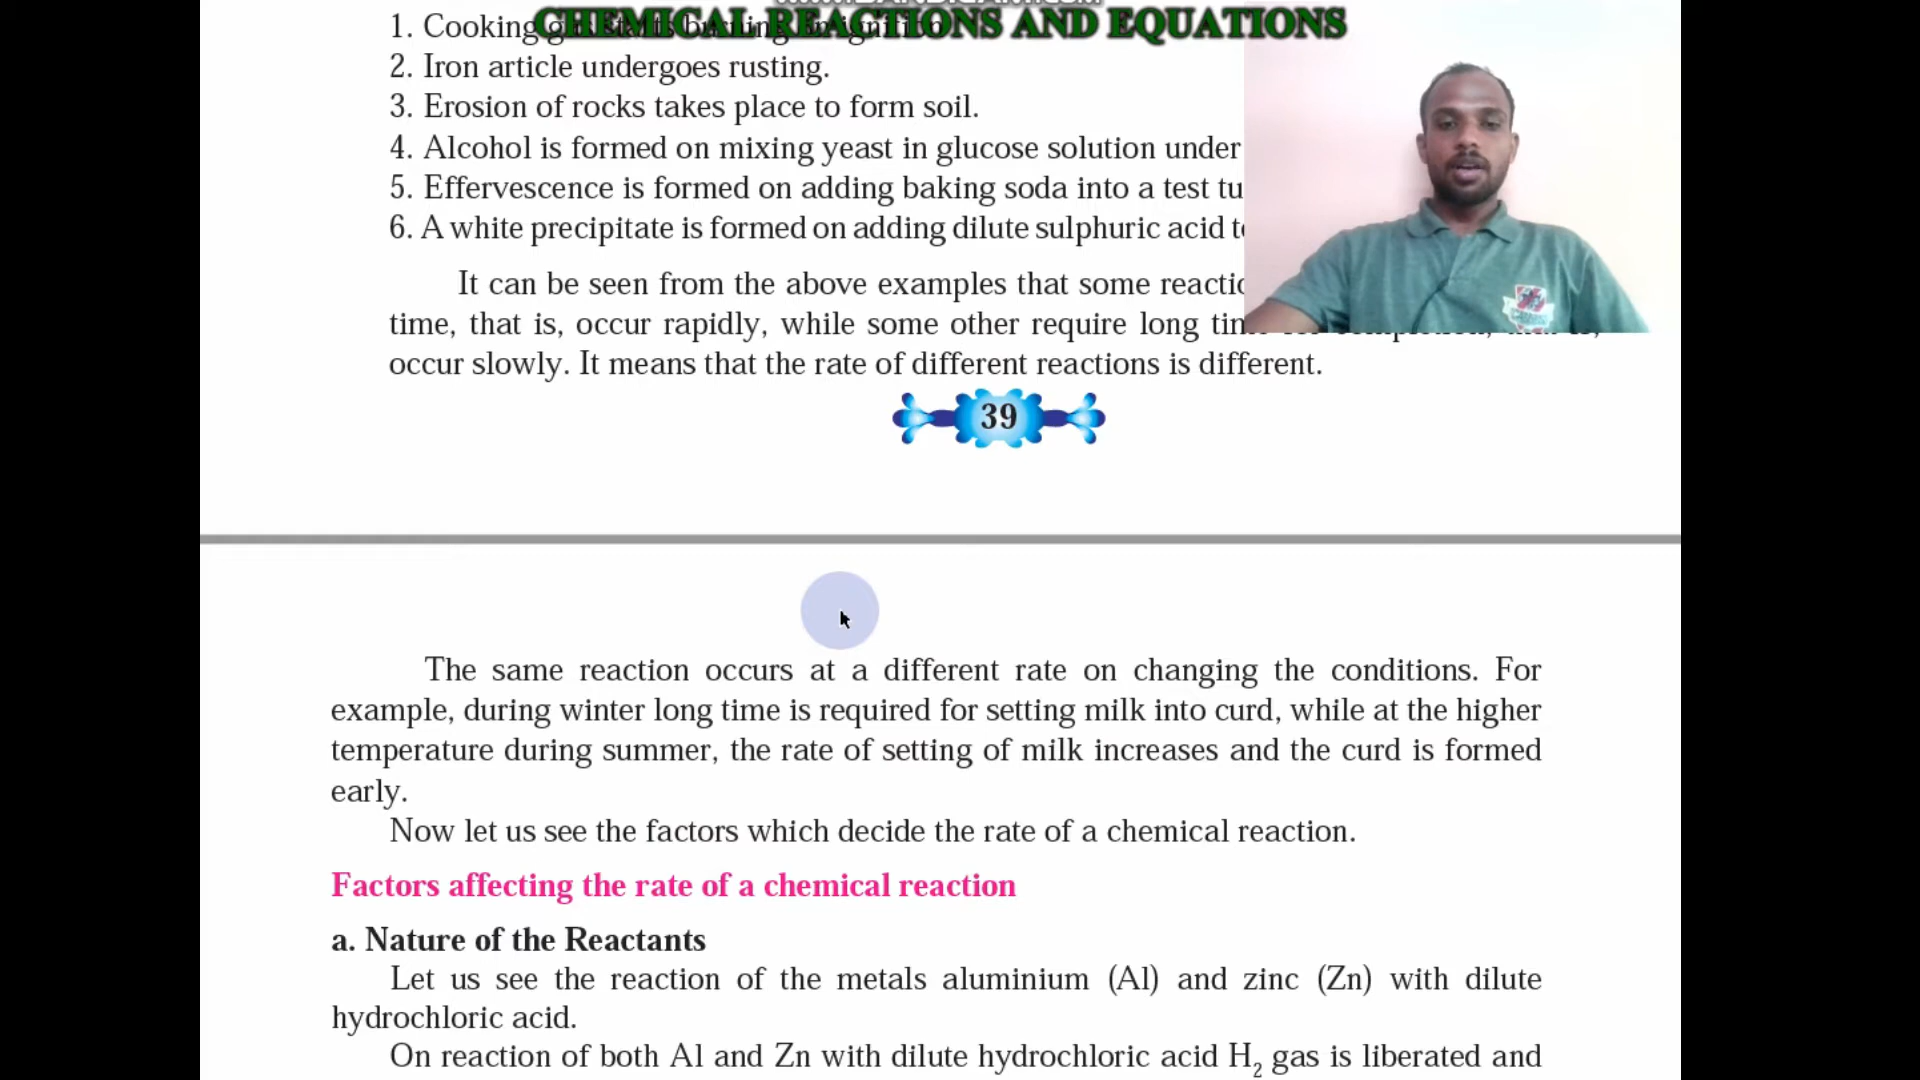 CHEMICAL REACTIONS AND EQUATIONS
1. Cooking
2. Iron article undergoes rusting.
3. Erosion of rocks takes place to form soil.
4. Alcohol is formed on mixing yeast in glucose solution under
5. Effervescence is formed on adding baking soda into a test tu
6. A white precipitate is formed on adding dilute sulphuric acid t
It can be seen from the above examples that some reactio
time, that is, occur rapidly, while some other require long tim
occur slowly. It means that the rate of different reactions is different.
39
The same reaction occurs at a different rate on changing the conditions. For
example, during winter long time is required for setting milk into curd, while at the higher
temperature during summer, the rate of setting of milk increases and the curd is formed
early.
Now let us see the factors which decide the rate of a chemical reaction.
Factors affecting the rate of a chemical reaction
a. Nature of the Reactants
Let us see the reaction of the metals aluminium (Al) and zinc (Zn) with dilute
hydrochloric acid.
On reaction of both Al and Zn with dilute hydrochloric acid H₂ gas is liberated and